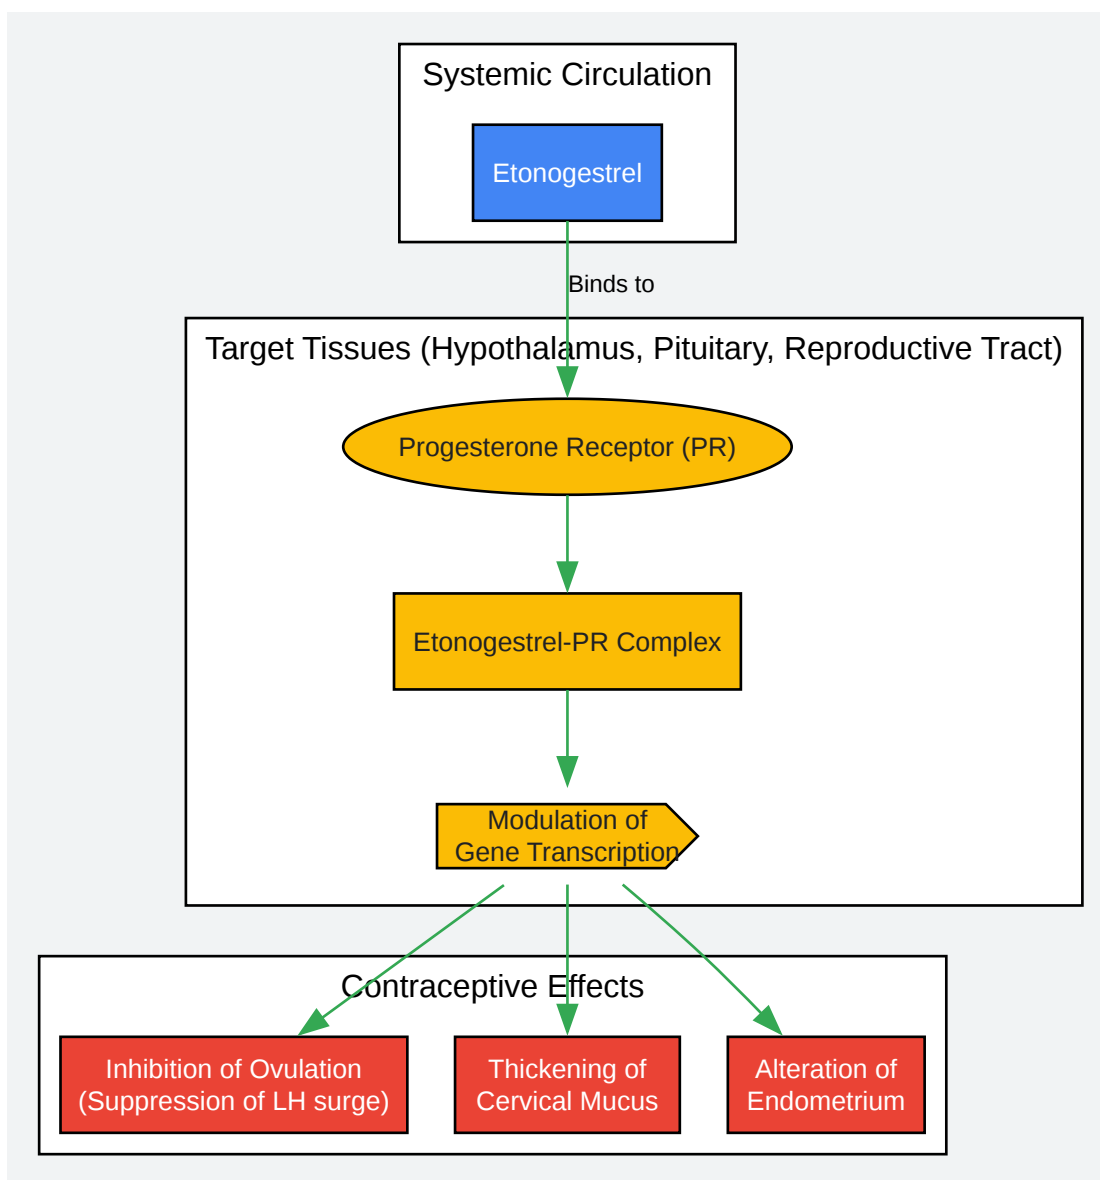 Systemic Circulation
Etonogestrel
Binds to
Target Tissues (Hypothalamus, Pituitary, Reproductive Tract)
Progesterone Receptor (PR)
Etonogestrel-PR Complex
Modulation of
Gene Transcription
Contraceptive Effects
Inhibition of Ovulation
(Suppression of LH surge)
Thickening of
Cervical Mucus
Alteration of
Endometrium